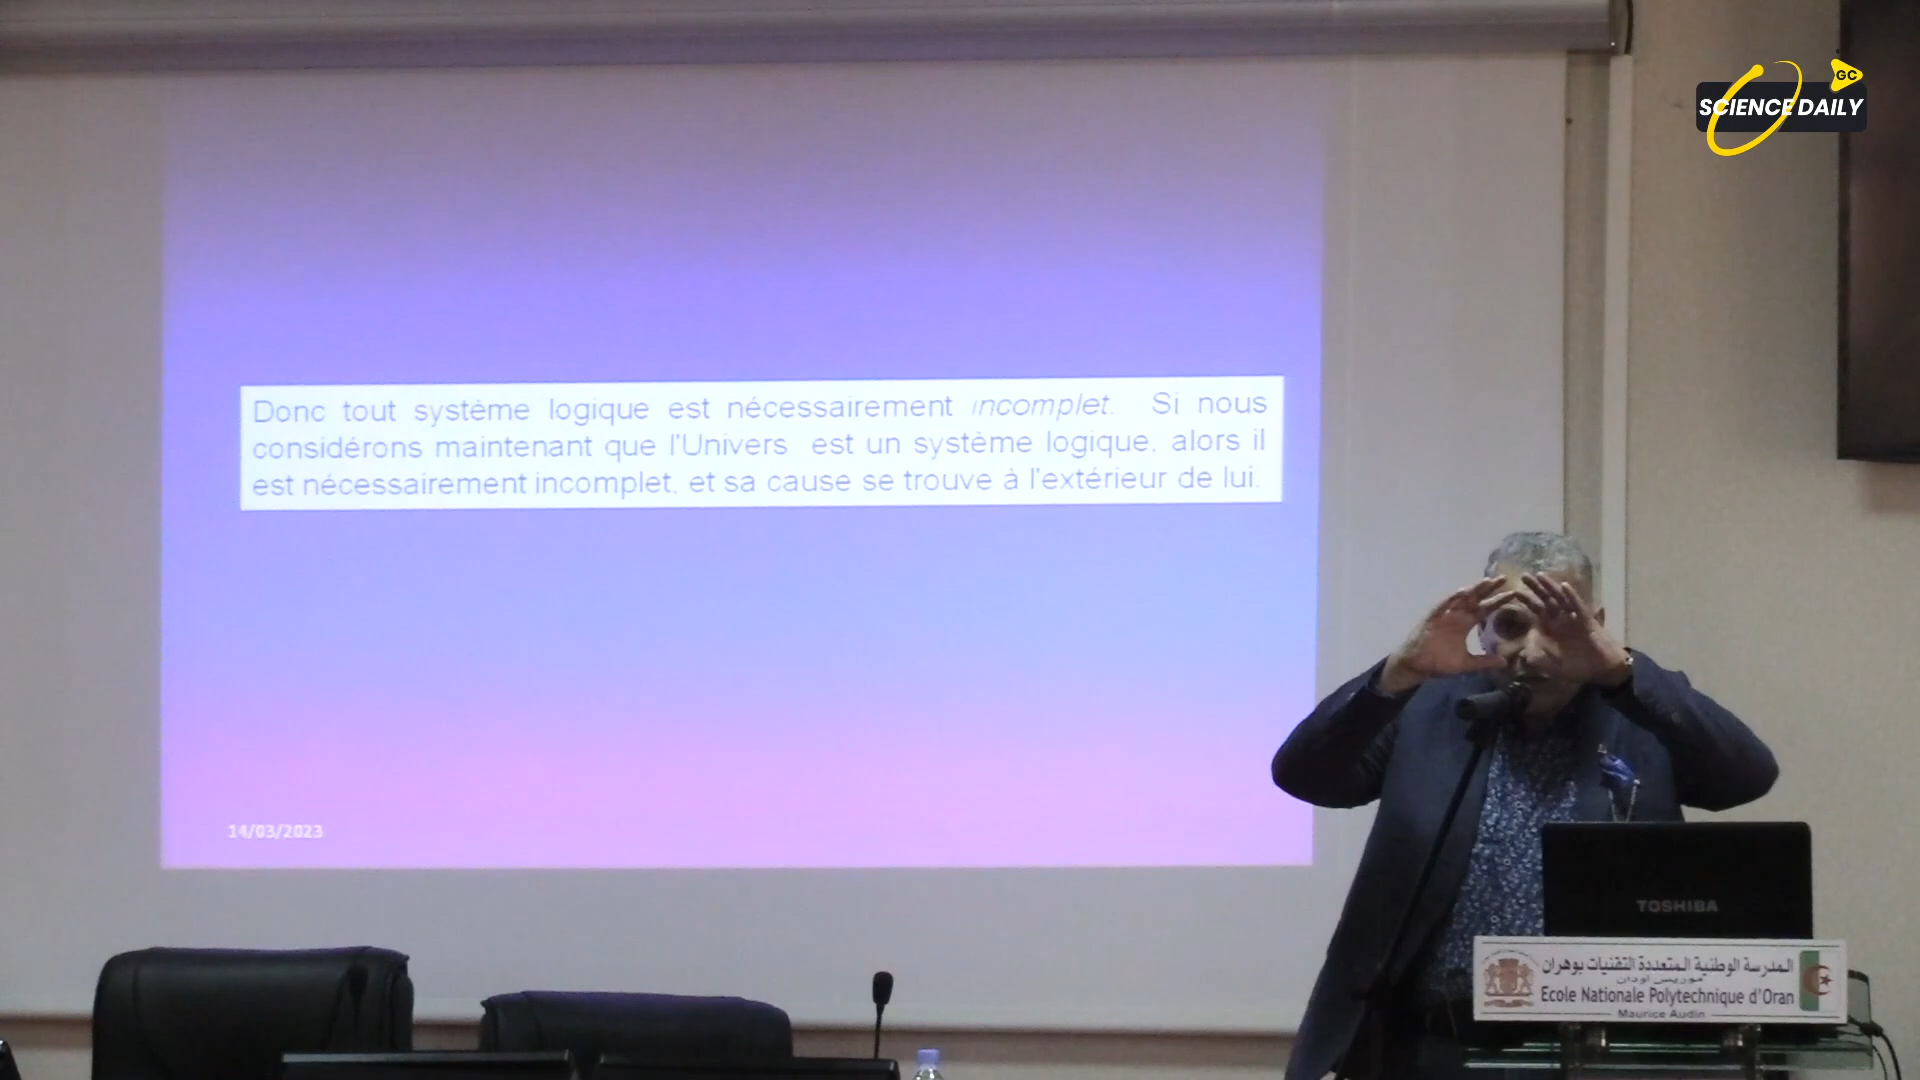 GC
SCIENCE DAILY
Donc tout système logique est nécessairement incomplet. Si nous
considérons maintenant que l'Univers est un système logique, alors il
est nécessairement incomplet, et sa cause se trouve à l'extérieur de lui.
14/03/2023
TOSHIBA
المدرسة الوطنية المتعددة التقنيات بوهران
موريس أودان
Ecole Nationale Polytechnique d'Oran
Maurice Audin